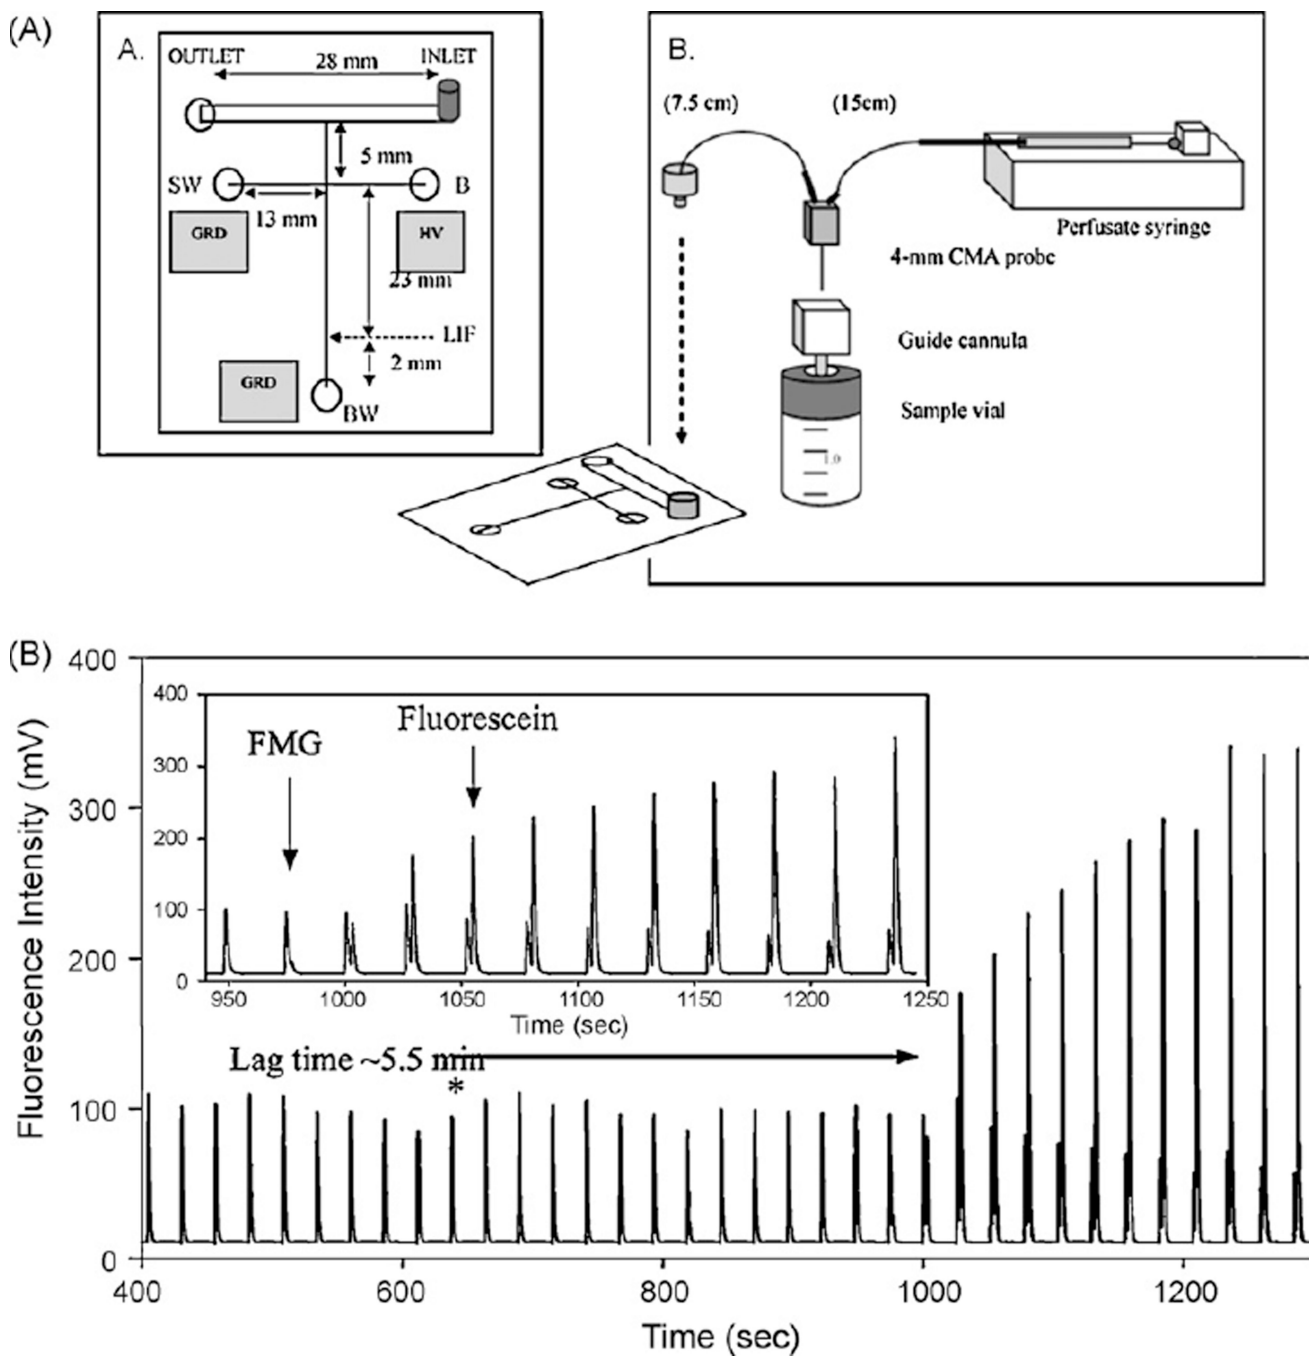 (A)
A.
OUTLET
28 mm
INLET
5 mm
SW
B
13 mm
GRD
HV
23 mm
LIF
2 mm
GRD
BW
B.
(7.5 cm)
(15cm)
Perfusate syringe
4-mm CMA probe
Guide cannula
Sample vial
1.0
(B)
Fluorescence Intensity (mV)
400
300
200
100
0
400
300
200
100
0
FMG
Fluorescein
950 1000 1050 1100 1150 1200 1250
Time (sec)
Lag time ~5.5 min
*
400 600 800 1000 1200
Time (sec)